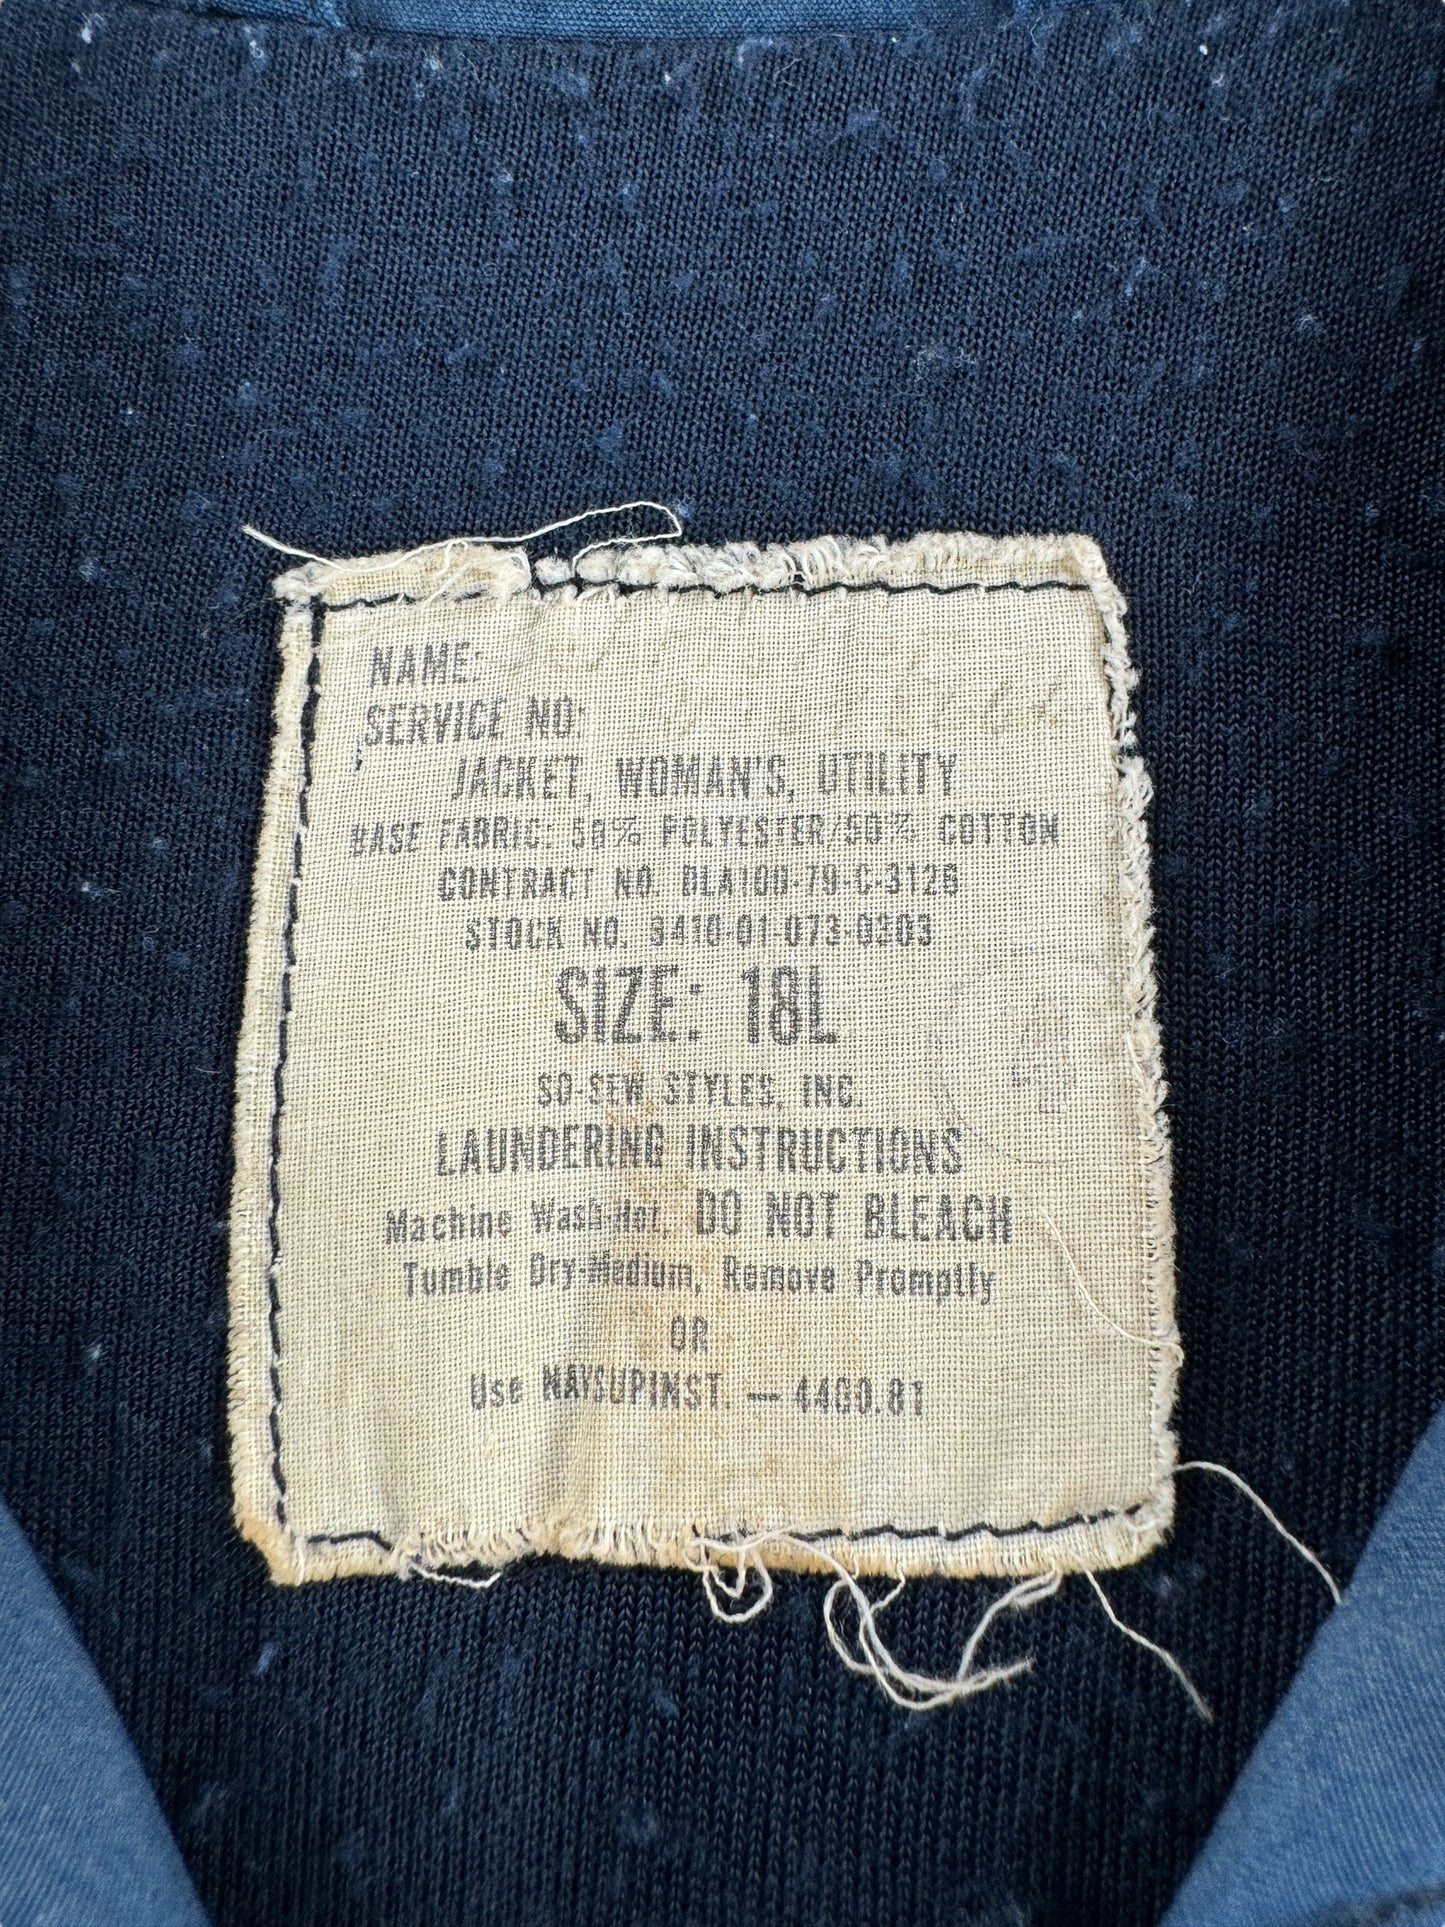 NAME:
SERVICE NO:
JACKET, WOMAN'S, UTILITY
BASE FABRIC: 50% POLYESTER/50% COTTON
CONTRACT NO. DLA100-79-C-3126
STOCK NO. 8410-01-073-0303
SIZE: 18L
SO-SEW STYLES, INC.
LAUNDERING INSTRUCTIONS
Machine Wash-Hot, DO NOT BLEACH
Tumble Dry-Medium, Remove Promptly
OR
Use NAVSUPINST. — 4400.81